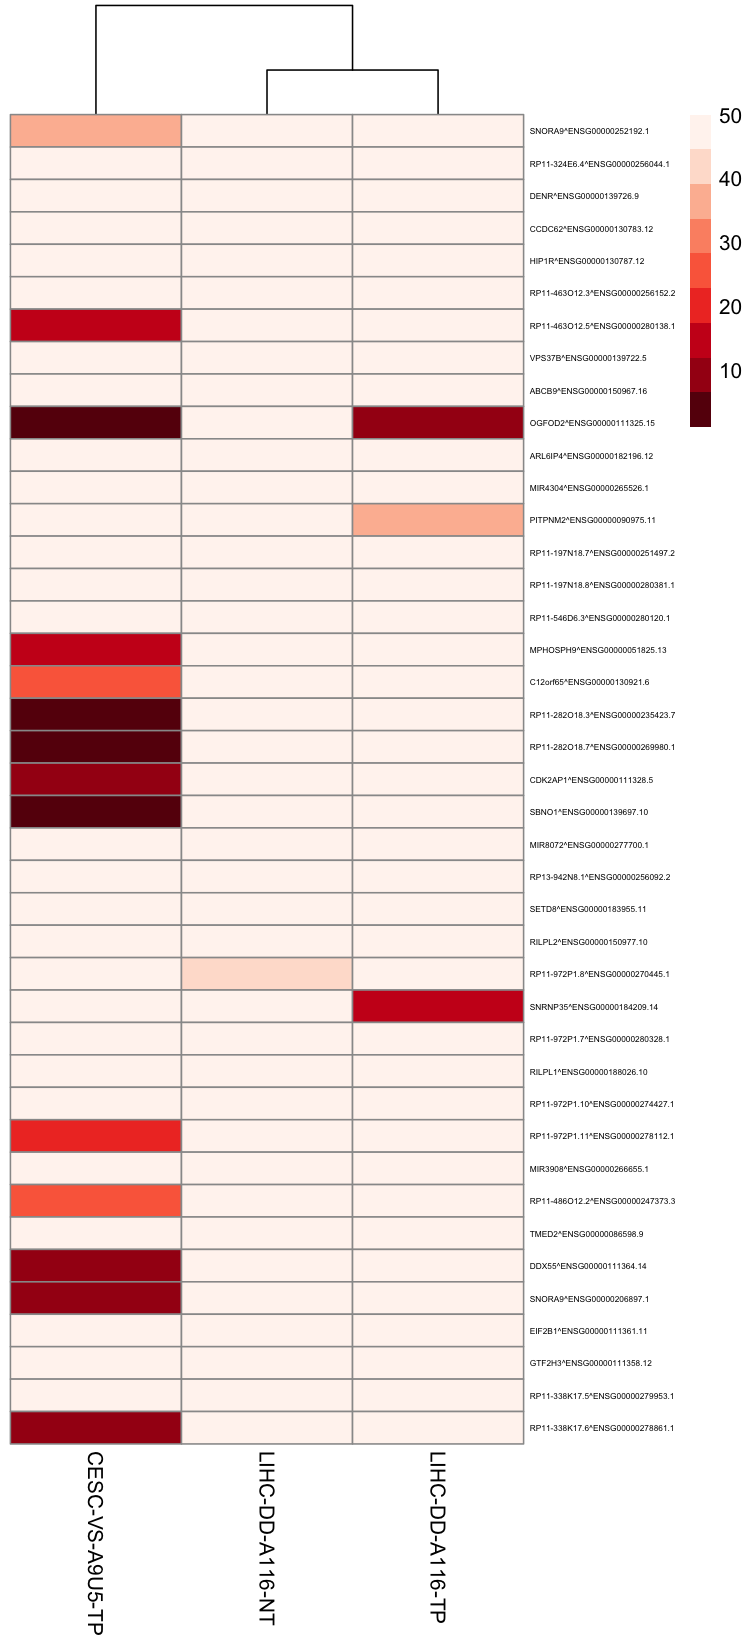 SNORA9^ENSG00000252192.1
RP11-324E6.4^ENSG00000256044.1
DENR^ENSG00000139726.9
CCDC62^ENSG00000130783.12
HIP1R^ENSG00000130787.12
RP11-463O12.3^ENSG00000256152.2
RP11-463O12.5^ENSG00000280138.1
VPS37B^ENSG00000139722.5
ABCB9^ENSG00000150967.16
OGFOD2^ENSG00000111325.15
ARL6IP4^ENSG00000182196.12
MIR4304^ENSG00000265526.1
PITPNM2^ENSG00000090975.11
RP11-197N18.7^ENSG00000251497.2
RP11-197N18.8^ENSG00000280381.1
RP11-546D6.3^ENSG00000280120.1
MPHOSPH9^ENSG00000051825.13
C12orf65^ENSG00000130921.6
RP11-282O18.3^ENSG00000235423.7
RP11-282O18.7^ENSG00000269980.1
CDK2AP1^ENSG00000111328.5
SBNO1^ENSG00000139697.10
MIR8072^ENSG00000277700.1
RP13-942N8.1^ENSG00000256092.2
SETD8^ENSG00000183955.11
RILPL2^ENSG00000150977.10
RP11-972P1.8^ENSG00000270445.1
SNRNP35^ENSG00000184209.14
RP11-972P1.7^ENSG00000280328.1
RILPL1^ENSG00000188026.10
RP11-972P1.10^ENSG00000274427.1
RP11-972P1.11^ENSG00000278112.1
MIR3908^ENSG00000266655.1
RP11-486O12.2^ENSG00000247373.3
TMED2^ENSG00000086598.9
DDX55^ENSG00000111364.14
SNORA9^ENSG00000206897.1
EIF2B1^ENSG00000111361.11
GTF2H3^ENSG00000111358.12
RP11-338K17.5^ENSG00000279953.1
RP11-338K17.6^ENSG00000278861.1
50
40
30
20
10
CESC-VS-A9U5-TP
LIHC-DD-A116-NT
LIHC-DD-A116-TP